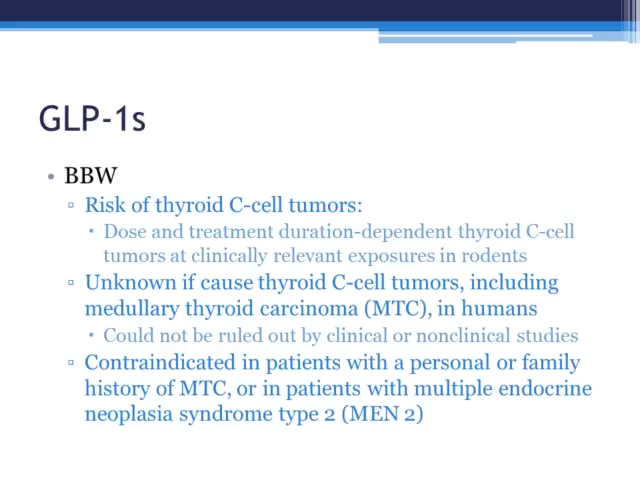 GLP-1s
• BBW
▫ Risk of thyroid C-cell tumors:
▪ Dose and treatment duration-dependent thyroid C-cell
tumors at clinically relevant exposures in rodents
▫ Unknown if cause thyroid C-cell tumors, including
medullary thyroid carcinoma (MTC), in humans
▪ Could not be ruled out by clinical or nonclinical studies
▫ Contraindicated in patients with a personal or family
history of MTC, or in patients with multiple endocrine
neoplasia syndrome type 2 (MEN 2)